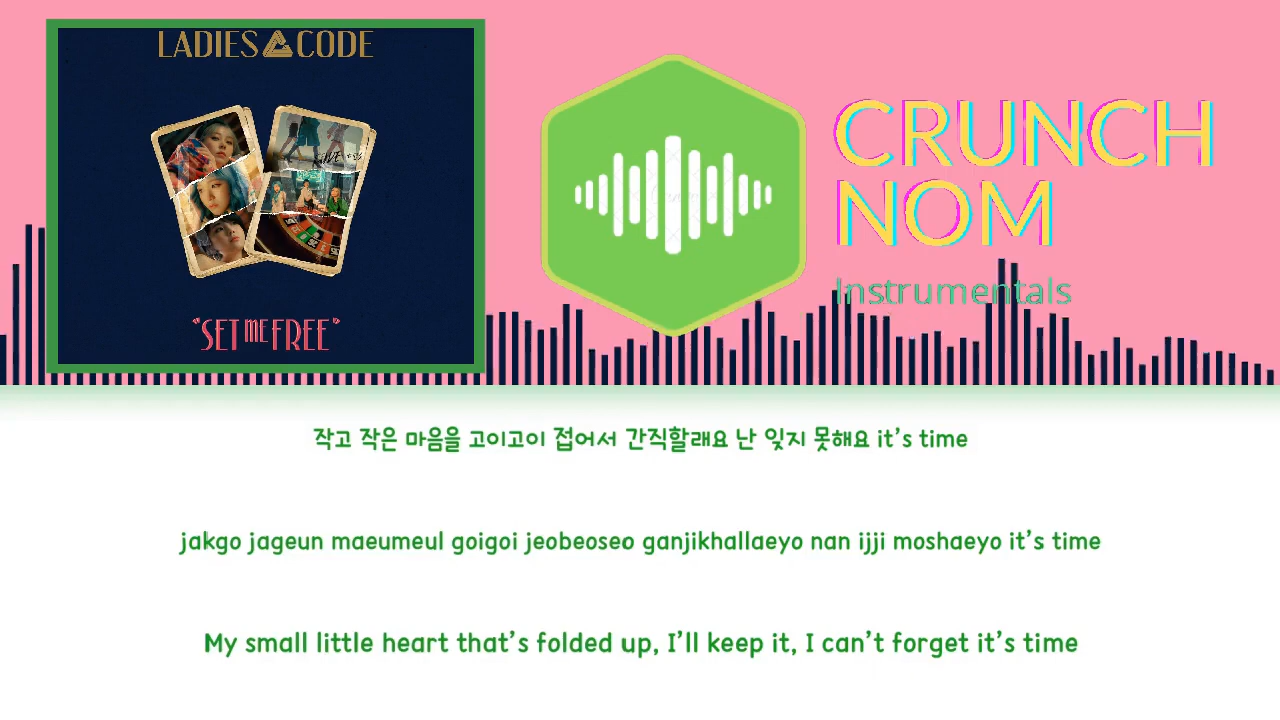 LADIES CODE
"SET ME FREE"
CRUNCH
NOM
Instrumentals
작고 작은 마음을 고이고이 접어서 간직할래요 난 잊지 못해요 it's time
jakgo jageun maeumeul goigoi jeobeoseo ganjikhallaeyo nan ijji moshaeyo it's time
My small little heart that's folded up, I'll keep it, I can't forget it's time